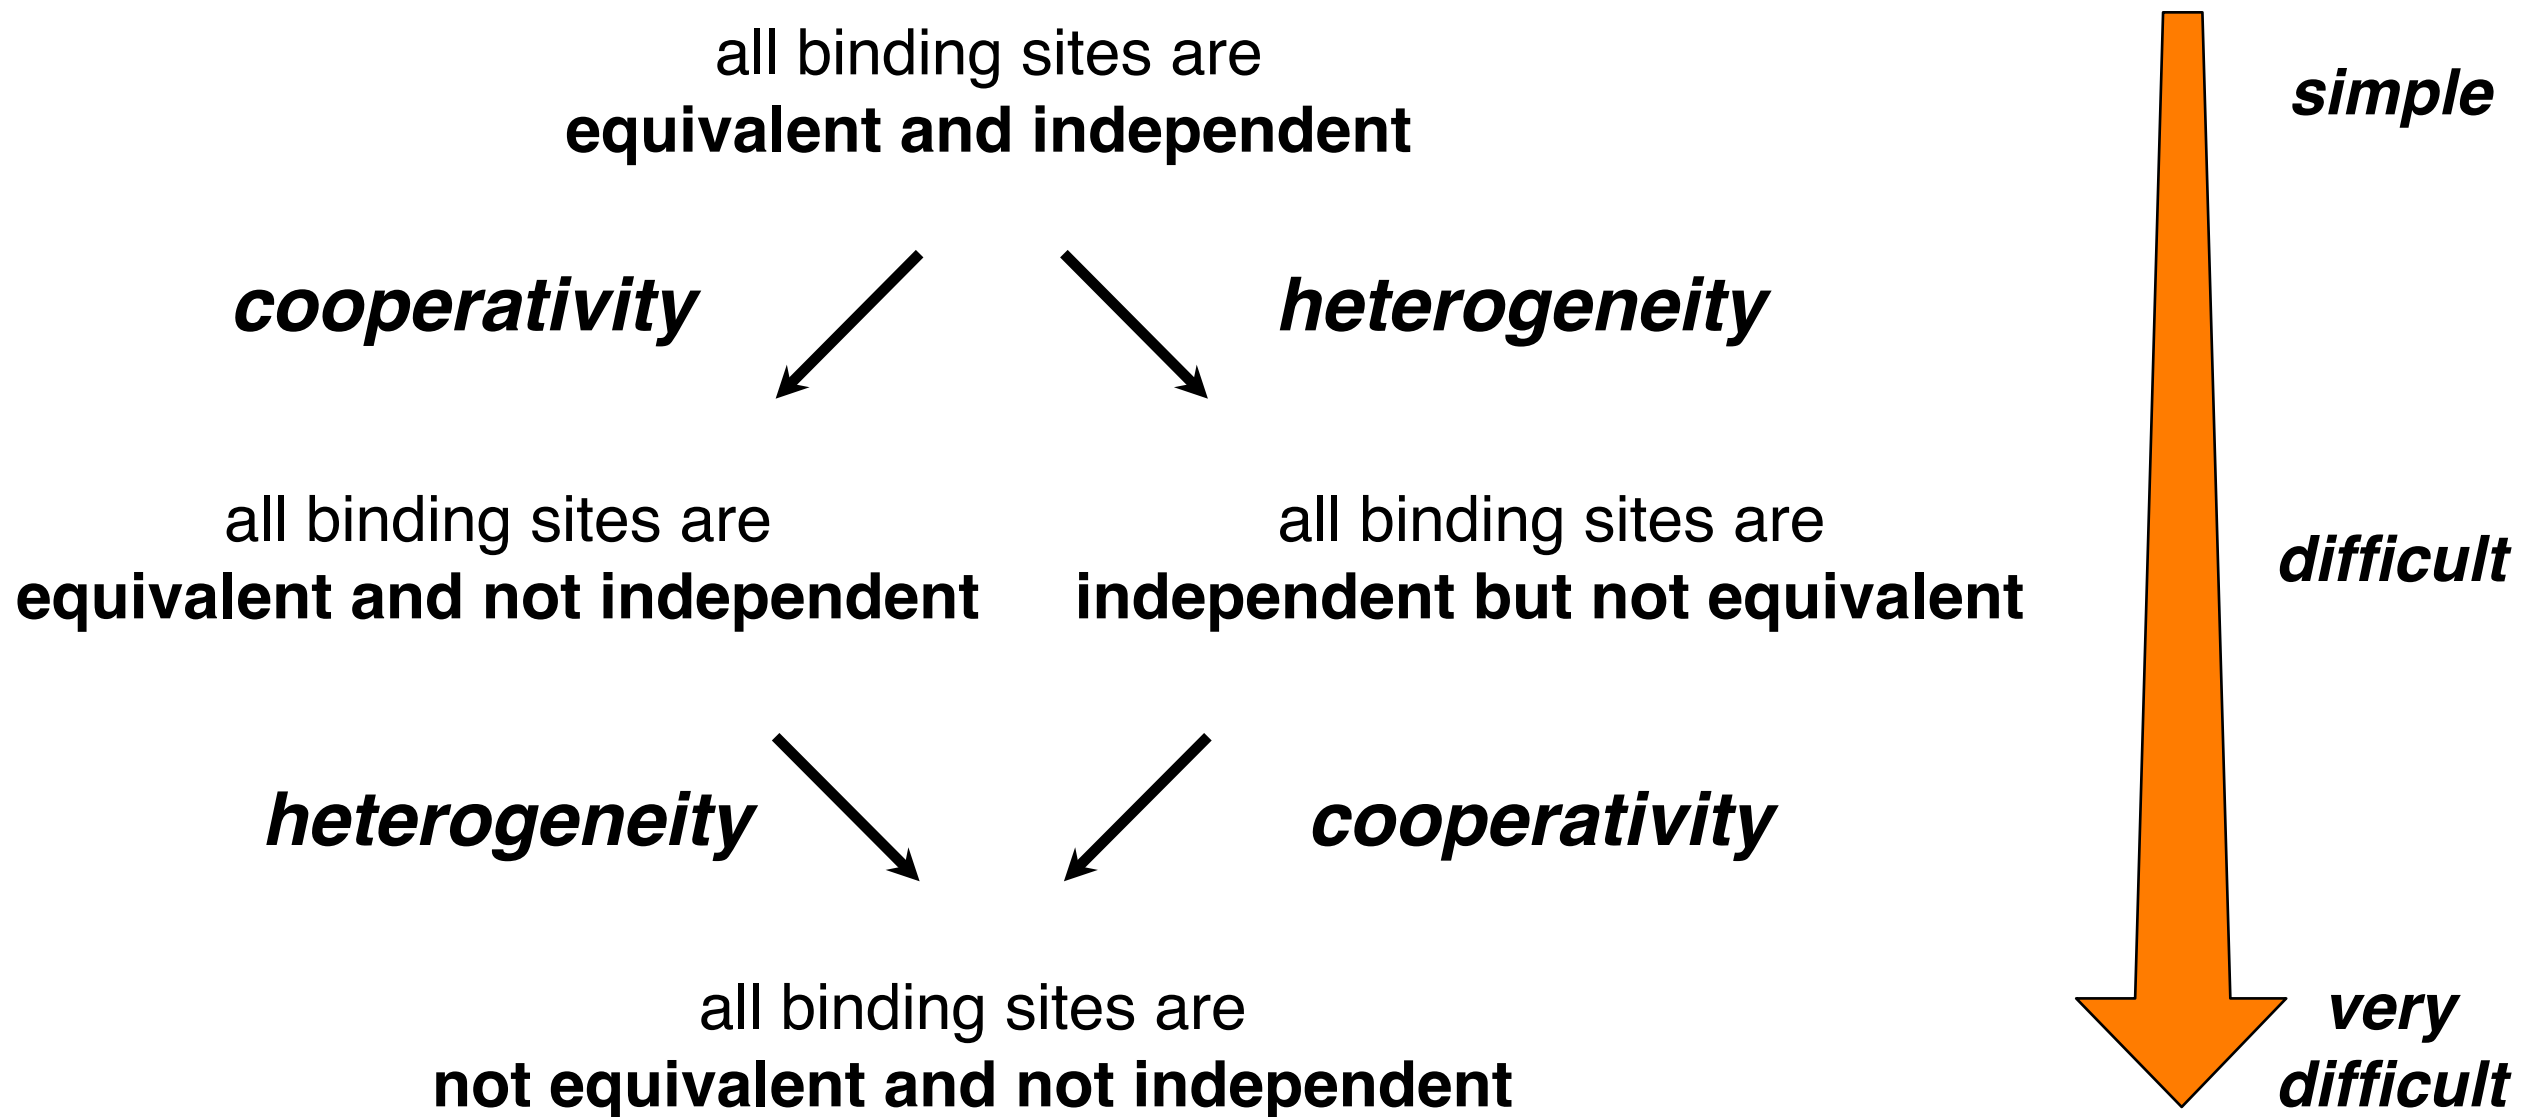 all binding sites are
equivalent and independent
simple
cooperativity
heterogeneity
all binding sites are
equivalent and not independent
all binding sites are
independent but not equivalent
difficult
heterogeneity
cooperativity
all binding sites are
not equivalent and not independent
very
difficult